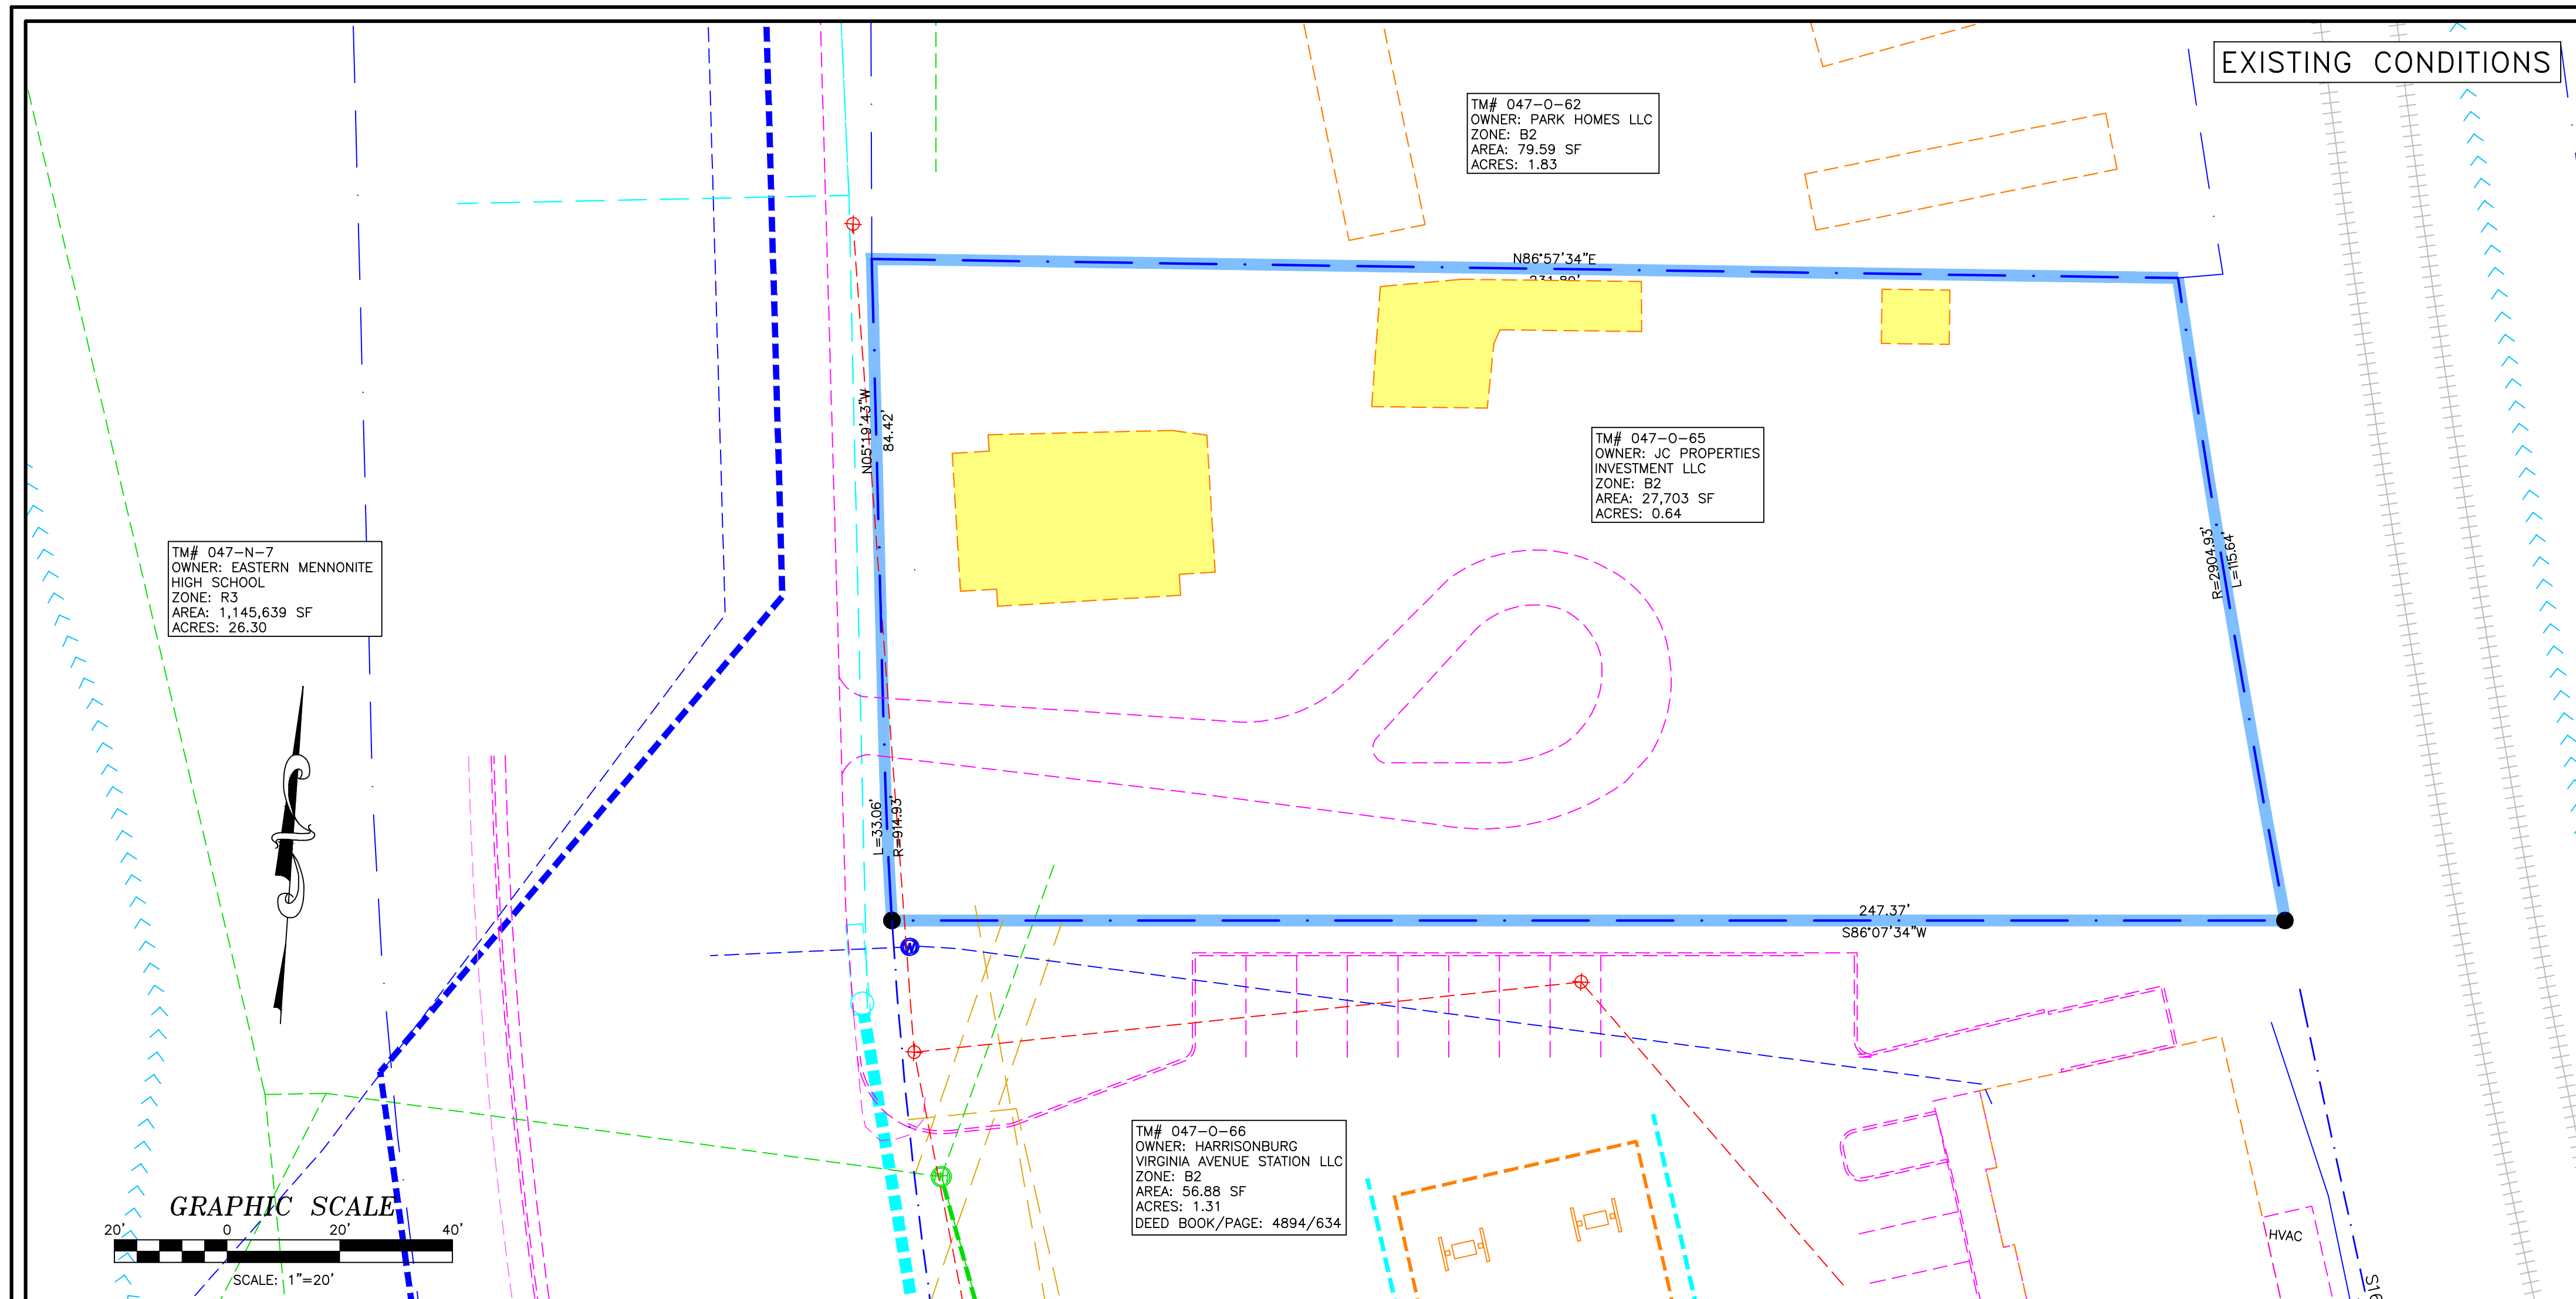 EXISTING CONDITIONS
TM# 047-O-62
OWNER: PARK HOMES LLC
ZONE: B2
AREA: 79.59 SF
ACRES: 1.83
N86°57'34"E
231.89'
N05°19'43"W
84.42'
TM# 047-O-65
OWNER: JC PROPERTIES
INVESTMENT LLC
ZONE: B2
AREA: 27,703 SF
ACRES: 0.64
R=2904.93'
L=115.64'
TM# 047-N-7
OWNER: EASTERN MENNONITE
HIGH SCHOOL
ZONE: R3
AREA: 1,145,639 SF
ACRES: 26.30
L=33.06'
R=914.93'
247.37'
S86°07'34"W
W
TM# 047-O-66
OWNER: HARRISONBURG
VIRGINIA AVENUE STATION LLC
ZONE: B2
AREA: 56.88 SF
ACRES: 1.31
DEED BOOK/PAGE: 4894/634
HVAC
S16
GRAPHIC SCALE
20' 0 20' 40'
SCALE: 1"=20'